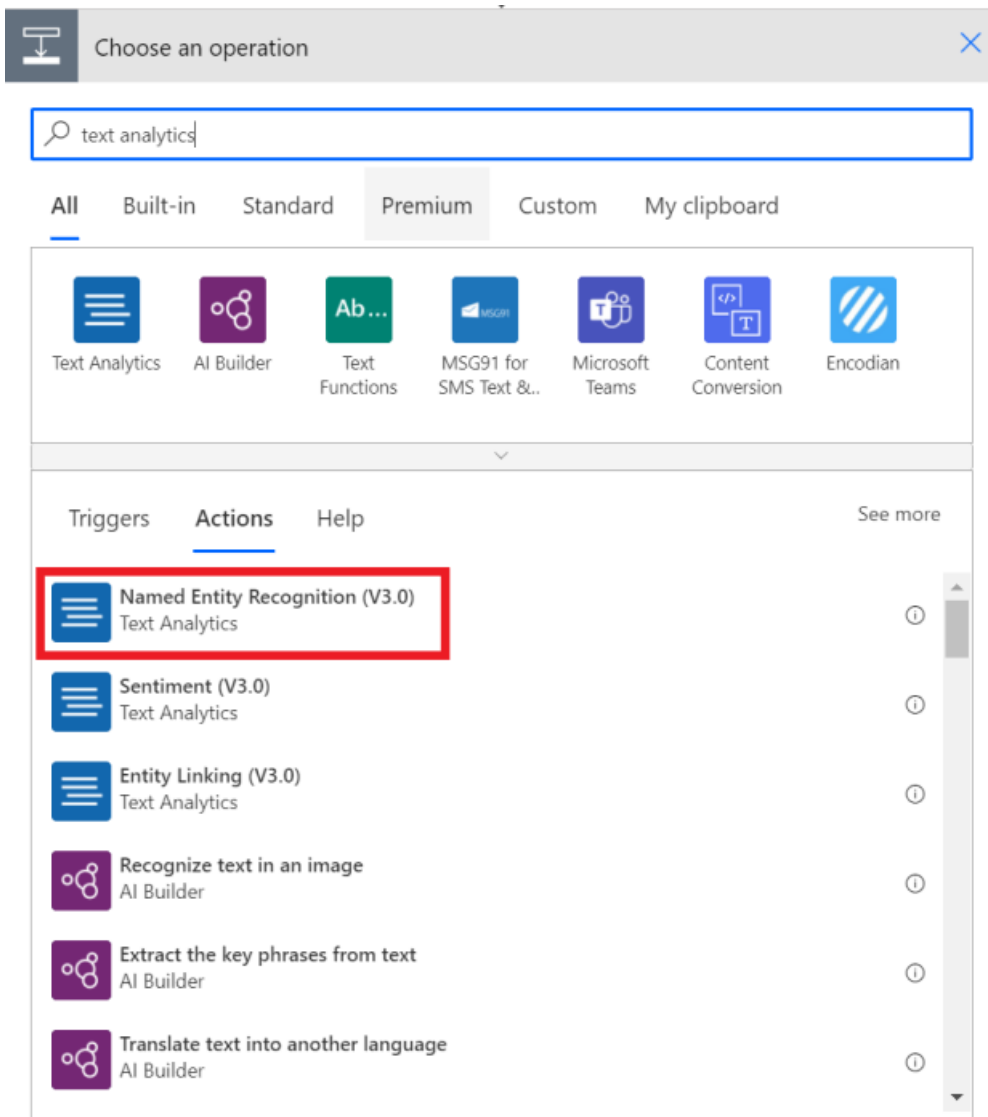 Choose an operation
text analytics
All Built-in Standard Premium Custom My clipboard
Text Analytics
AI Builder
Ab...
Text
Functions
MSG91
MSG91 for
SMS Text &..
T
Microsoft
Teams
</>
T
Content
Conversion
Encodian
Triggers Actions Help See more
Named Entity Recognition (V3.0)
Text Analytics
Sentiment (V3.0)
Text Analytics
Entity Linking (V3.0)
Text Analytics
Recognize text in an image
AI Builder
Extract the key phrases from text
AI Builder
Translate text into another language
AI Builder